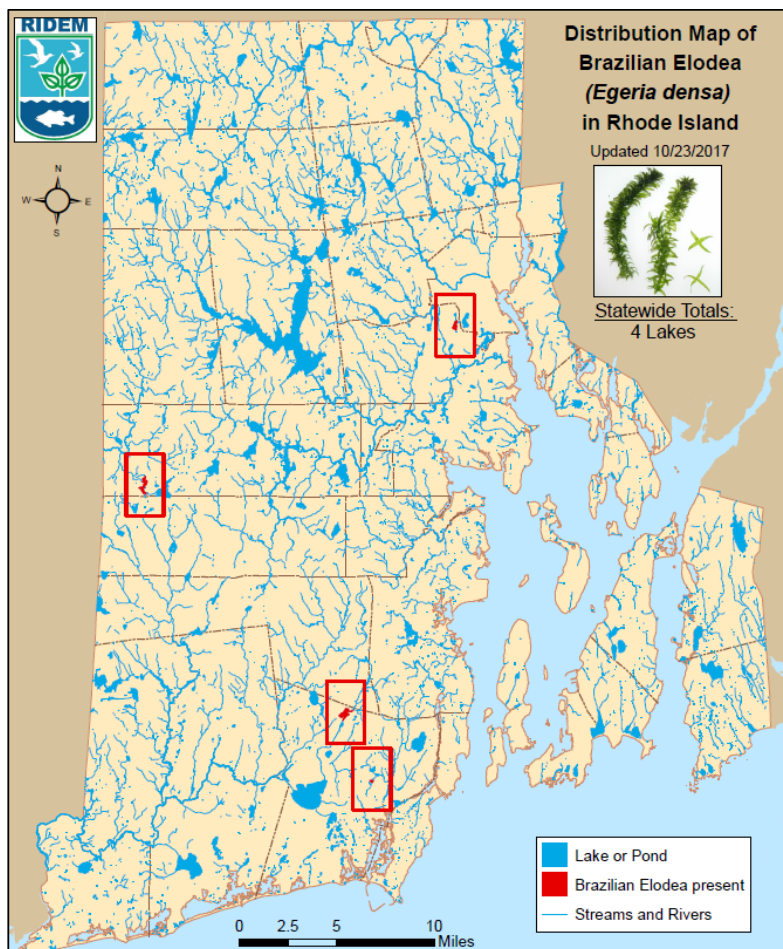 RIDEM
Distribution Map of
Brazilian Elodea
(Egeria densa)
in Rhode Island
Updated 10/23/2017
N
W
E
S
Statewide Totals:
4 Lakes
Lake or Pond
Brazilian Elodea present
Streams and Rivers
0 2.5 5 10
Miles